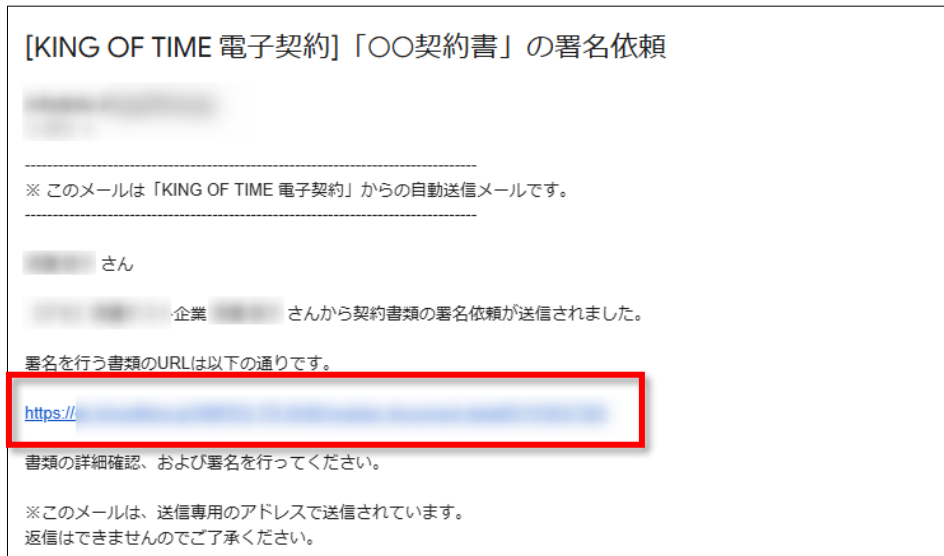 [KING OF TIME 電子契約]「〇〇契約書」の署名依頼
--------------------------------------------------------------------------------
※ このメールは「KING OF TIME 電子契約」からの自動送信メールです。
--------------------------------------------------------------------------------
さん
企業 さんから契約書類の署名依頼が送信されました。
署名を行う書類のURLは以下の通りです。
https://
書類の詳細確認、および署名を行ってください。
※このメールは、送信専用のアドレスで送信されています。
返信はできませんのでご了承ください。